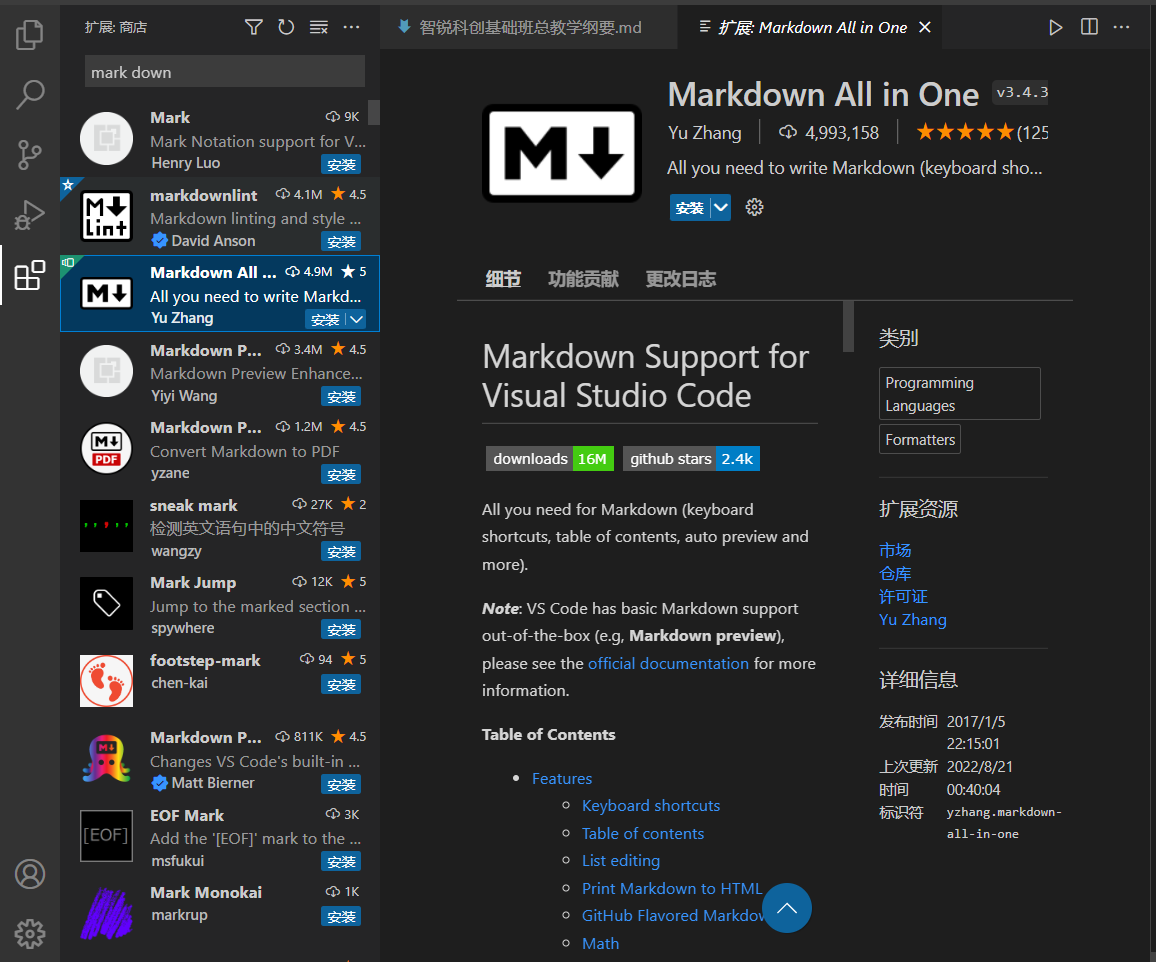 扩展: 商店
mark down
Mark 9K
Mark Notation support for V...
Henry Luo 安装
markdownlint 4.1M 4.5
Markdown linting and style ...
David Anson 安装
Markdown All ... 4.9M 5
All you need to write Markd...
Yu Zhang 安装
Markdown P... 3.4M 4.5
Markdown Preview Enhance...
Yiyi Wang 安装
Markdown P... 1.2M 4.5
Convert Markdown to PDF
yzane 安装
sneak mark 27K 2
检测英文语句中的中文符号
wangzy 安装
Mark Jump 12K 5
Jump to the marked section ...
spywhere 安装
footstep-mark 94 5
chen-kai 安装
Markdown P... 811K 4.5
Changes VS Code's built-in ...
Matt Bierner 安装
EOF Mark 3K
Add the '[EOF]' mark to the ...
msfukui 安装
Mark Monokai 1K
markrup 安装
M Lint
M
M PDF
M
[EOF]
智锐科创基础班总教学纲要.md
扩展: Markdown All in One
M
Markdown All in One v3.4.3
Yu Zhang 4,993,158 ★★★★★(125
All you need to write Markdown (keyboard sho...
安装
细节 功能贡献 更改日志
Markdown Support for
Visual Studio Code
downloads 16M github stars 2.4k
All you need for Markdown (keyboard
shortcuts, table of contents, auto preview and
more).
Note: VS Code has basic Markdown support
out-of-the-box (e.g, Markdown preview),
please see the official documentation for more
information.
Table of Contents
Features
Keyboard shortcuts
Table of contents
List editing
Print Markdown to HTML
GitHub Flavored Markdow
Math
类别
Programming
Languages
Formatters
扩展资源
市场
仓库
许可证
Yu Zhang
详细信息
发布时间 2017/1/5
22:15:01
上次更新 2022/8/21
时间 00:40:04
标识符 yzhang.markdown-
all-in-one